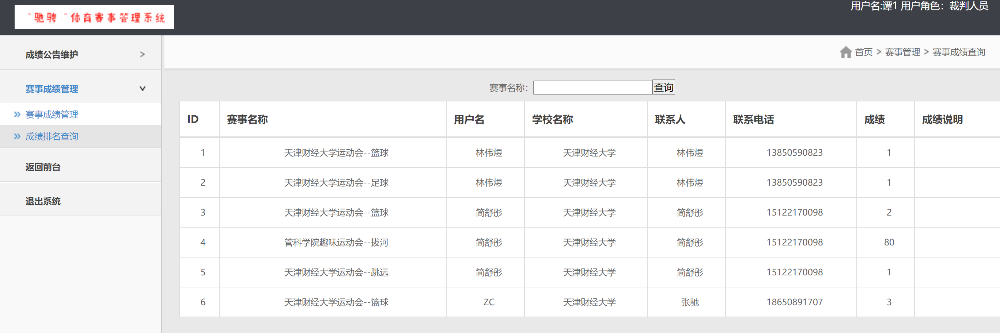 用户名:谭1 用户角色：裁判人员
"驰骋"体育赛事管理系统
首页 > 赛事管理 > 赛事成绩查询
成绩公告维护 >
赛事成绩管理
赛事成绩管理
成绩排名查询
返回前台
退出系统
赛事名称： 查询
ID 赛事名称 用户名 学校名称 联系人 联系电话 成绩 成绩说明
1 天津财经大学运动会--篮球 林伟煜 天津财经大学 林伟煜 13850590823 1
2 天津财经大学运动会--足球 林伟煜 天津财经大学 林伟煜 13850590823 1
3 天津财经大学运动会--篮球 简舒彤 天津财经大学 简舒彤 15122170098 2
4 管科学院趣味运动会--拔河 简舒彤 天津财经大学 简舒彤 15122170098 80
5 天津财经大学运动会--跳远 简舒彤 天津财经大学 简舒彤 15122170098 1
6 天津财经大学运动会--篮球 ZC 天津财经大学 张驰 18650891707 3